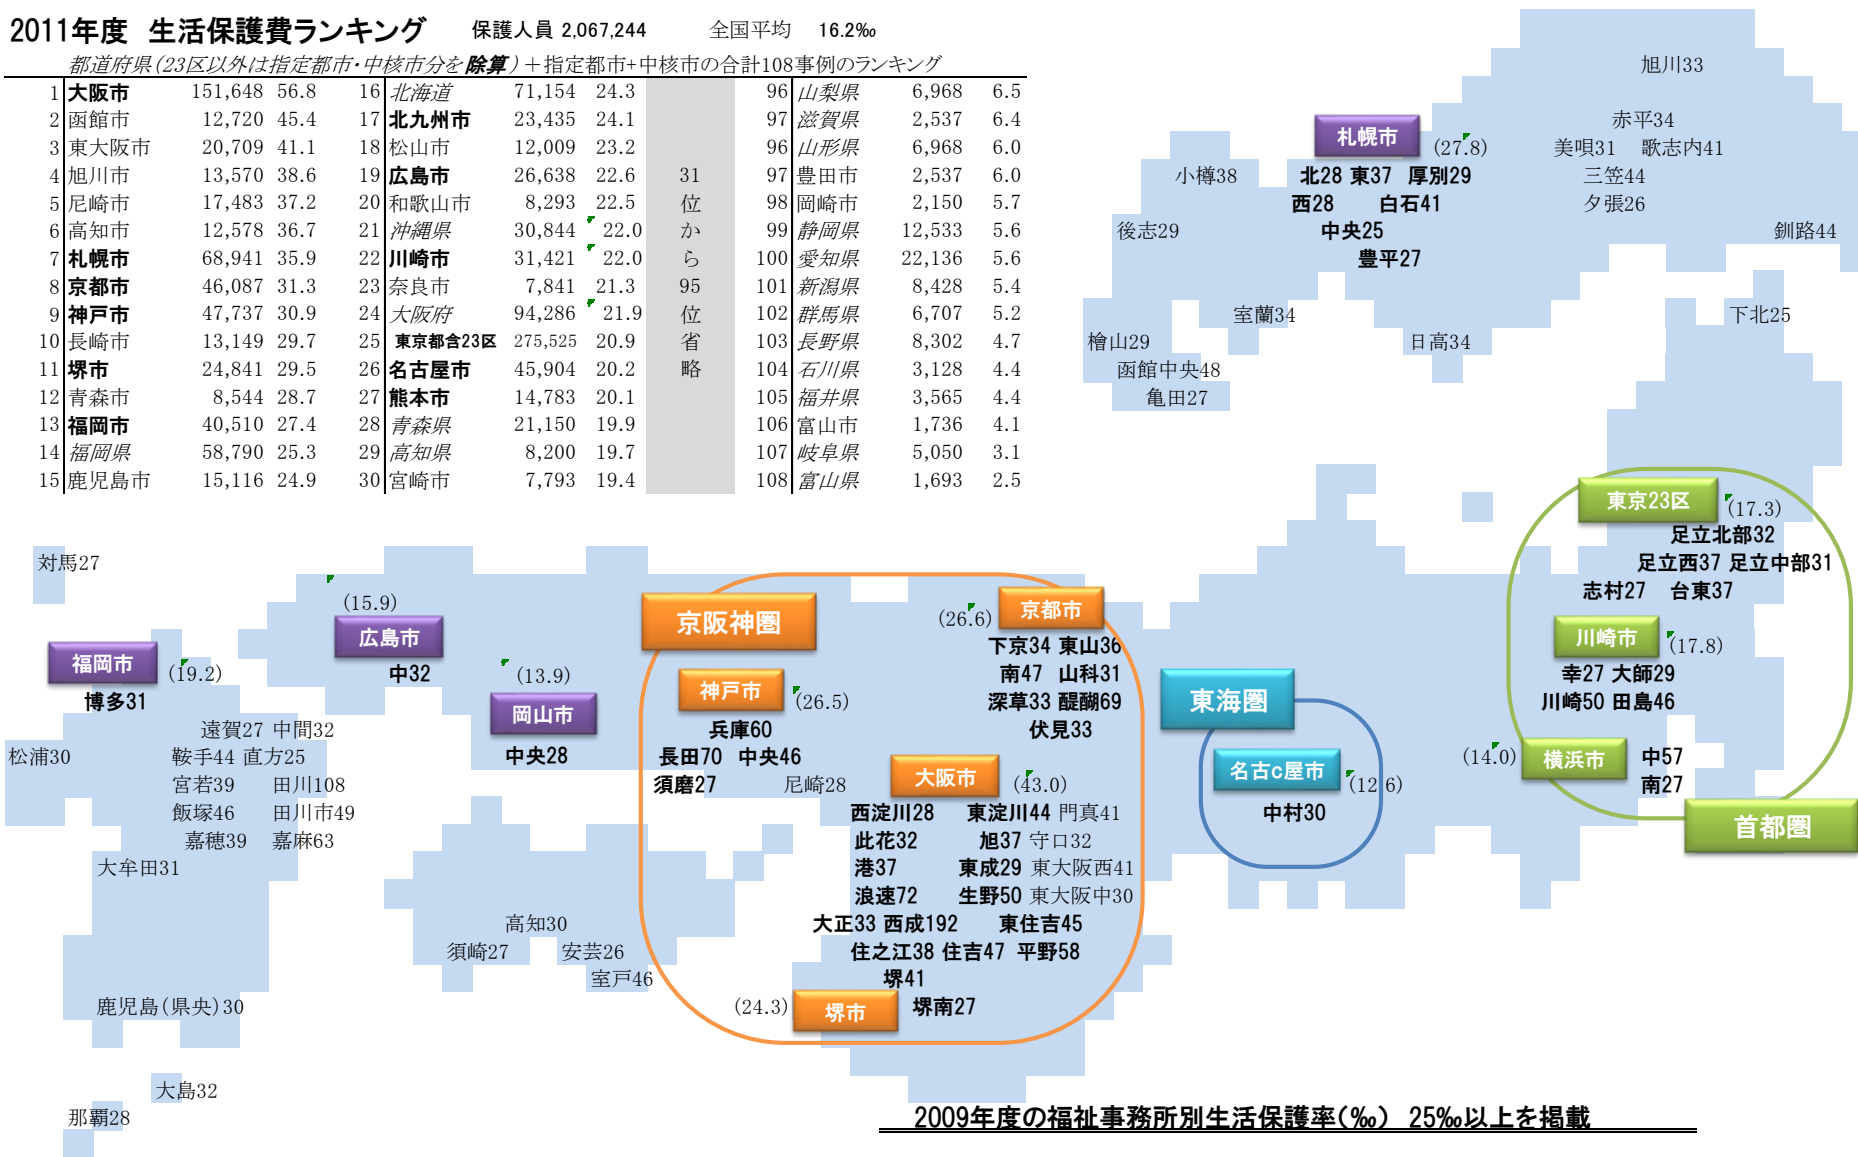 2011年度 生活保護費ランキング 保護人員 2,067,244 全国平均 16.2‰
都道府県(23区以外は指定都市・中核市分を除算)+指定都市+中核市の合計108事例のランキング
1 大阪市 151,648 56.8 16 北海道 71,154 24.3 96 山梨県 6,968 6.5
2 函館市 12,720 45.4 17 北九州市 23,435 24.1 97 滋賀県 2,537 6.4
3 東大阪市 20,709 41.1 18 松山市 12,009 23.2 96 山形県 6,968 6.0
4 旭川市 13,570 38.6 19 広島市 26,638 22.6 31 97 豊田市 2,537 6.0
5 尼崎市 17,483 37.2 20 和歌山市 8,293 22.5 位 98 岡崎市 2,150 5.7
6 高知市 12,578 36.7 21 沖縄県 30,844 22.0 か 99 静岡県 12,533 5.6
7 札幌市 68,941 35.9 22 川崎市 31,421 22.0 ら 100 愛知県 22,136 5.6
8 京都市 46,087 31.3 23 奈良市 7,841 21.3 95 101 新潟県 8,428 5.4
9 神戸市 47,737 30.9 24 大阪府 94,286 21.9 位 102 群馬県 6,707 5.2
10 長崎市 13,149 29.7 25 東京都含23区 275,525 20.9 省 103 長野県 8,302 4.7
11 堺市 24,841 29.5 26 名古屋市 45,904 20.2 略 104 石川県 3,128 4.4
12 青森市 8,544 28.7 27 熊本市 14,783 20.1 105 福井県 3,565 4.4
13 福岡市 40,510 27.4 28 青森県 21,150 19.9 106 富山市 1,736 4.1
14 福岡県 58,790 25.3 29 高知県 8,200 19.7 107 岐阜県 5,050 3.1
15 鹿児島市 15,116 24.9 30 宮崎市 7,793 19.4 108 富山県 1,693 2.5
旭川33
赤平34
美唄31 歌志内41
三笠44
夕張26
釧路44
札幌市 (27.8)
小樽38
北28 東37 厚別29
西28 白石41
中央25
豊平27
後志29
室蘭34
下北25
檜山29
日高34
函館中央48
亀田27
東京23区 (17.3)
足立北部32
足立西37 足立中部31
志村27 台東37
川崎市 (17.8)
幸27 大師29
川崎50 田島46
(14.0) 横浜市 中57
南27
首都圏
東海圏
名古c屋市 (12.6)
中村30
京阪神圏
(26.6) 京都市
下京34 東山36
南47 山科31
深草33 醍醐69
伏見33
神戸市 (26.5)
兵庫60
長田70 中央46
須磨27 尼崎28
大阪市 (43.0)
西淀川28 東淀川44 門真41
此花32 旭37 守口32
港37 東成29 東大阪西41
浪速72 生野50 東大阪中30
大正33 西成192 東住吉45
住之江38 住吉47 平野58
堺41
(24.3) 堺市 堺南27
対馬27
(15.9)
広島市
中32
(13.9)
岡山市
中央28
福岡市 (19.2)
博多31
遠賀27 中間32
松浦30 鞍手44 直方25
宮若39 田川108
飯塚46 田川市49
嘉穂39 嘉麻63
大牟田31
高知30
須崎27 安芸26
室戸46
鹿児島(県央)30
大島32
那覇28
2009年度の福祉事務所別生活保護率(‰) 25‰以上を掲載